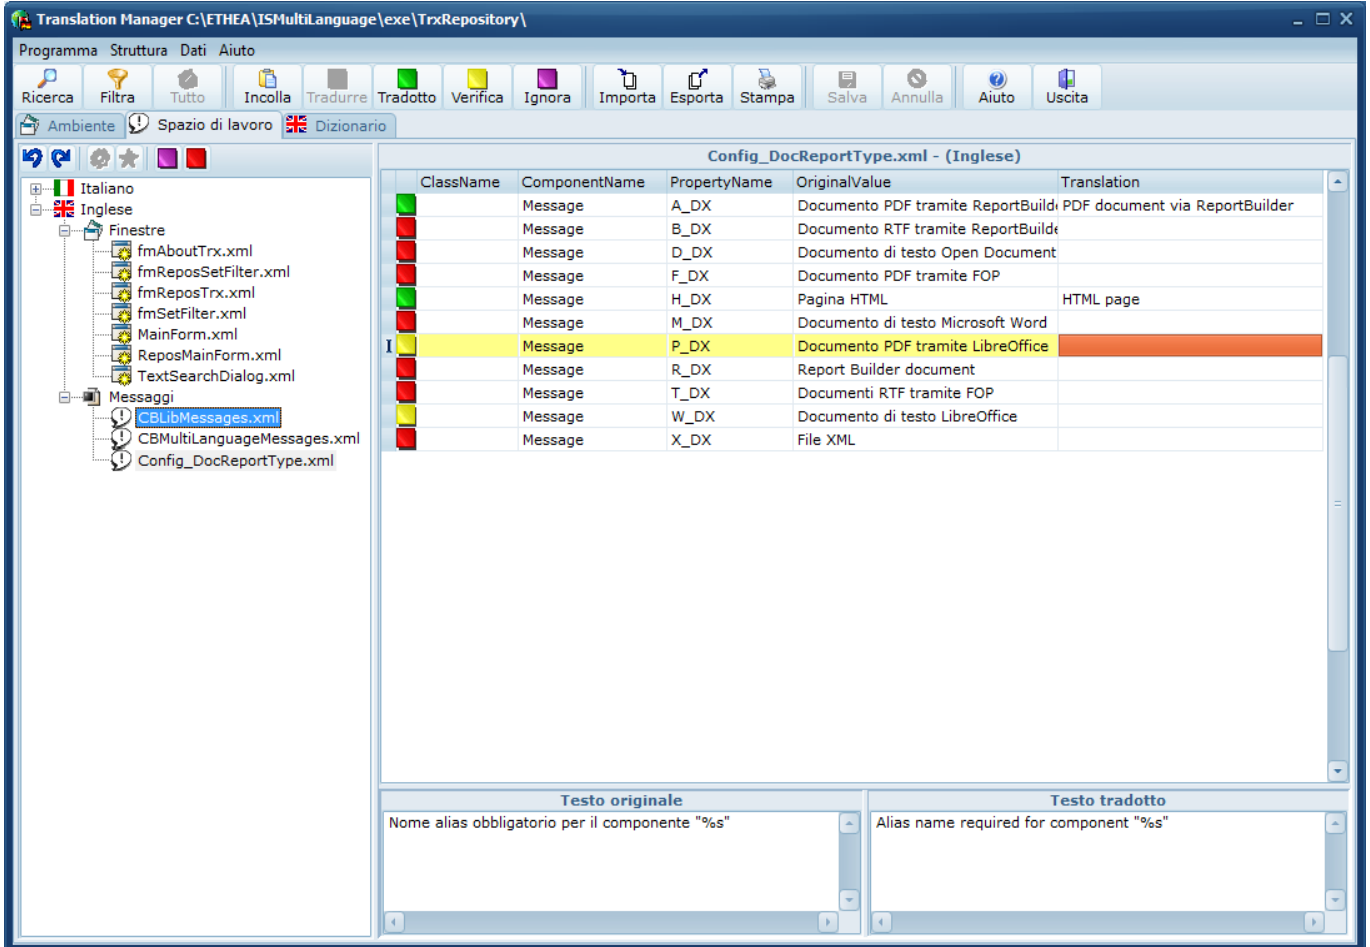 Translation Manager C:\ETHEA\ISMultiLanguage\exe\TrxRepository\
Programma Struttura Dati Aiuto
Ricerca Filtra Tutto Incolla Tradurre Tradotto Verifica Ignora Importa Esporta Stampa Salva Annulla Aiuto Uscita
Ambiente Spazio di lavoro Dizionario
Italiano
Inglese
Finestre
fmAboutTrx.xml
fmReposSetFilter.xml
fmReposTrx.xml
fmSetFilter.xml
MainForm.xml
ReposMainForm.xml
TextSearchDialog.xml
Messaggi
CBLibMessages.xml
CBMultiLanguageMessages.xml
Config_DocReportType.xml
Config_DocReportType.xml - (Inglese)
ClassName ComponentName PropertyName OriginalValue Translation
Message A_DX Documento PDF tramite ReportBuilde PDF document via ReportBuilder
Message B_DX Documento RTF tramite ReportBuilde
Message D_DX Documento di testo Open Document
Message F_DX Documento PDF tramite FOP
Message H_DX Pagina HTML HTML page
Message M_DX Documento di testo Microsoft Word
Message P_DX Documento PDF tramite LibreOffice
Message R_DX Report Builder document
Message T_DX Documenti RTF tramite FOP
Message W_DX Documento di testo LibreOffice
Message X_DX File XML
Testo originale
Nome alias obbligatorio per il componente "%s"
Testo tradotto
Alias name required for component "%s"